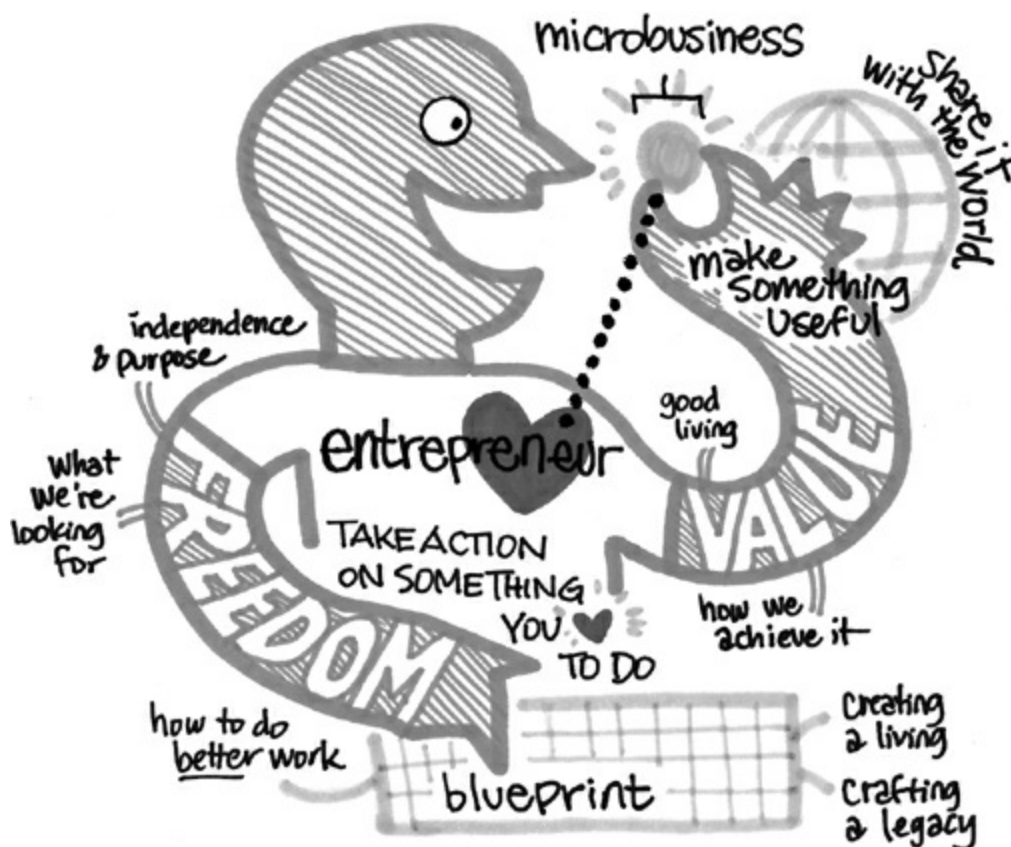 microbusiness
share it
with the world
make
something
useful
independence
& purpose
good
living
entrepreneur
VALUE
what
we're
looking
for
FREEDOM
TAKE ACTION
ON SOMETHING
YOU
TO DO
how we
achieve it
how to do
better work
blueprint
creating
a living
crafting
a legacy